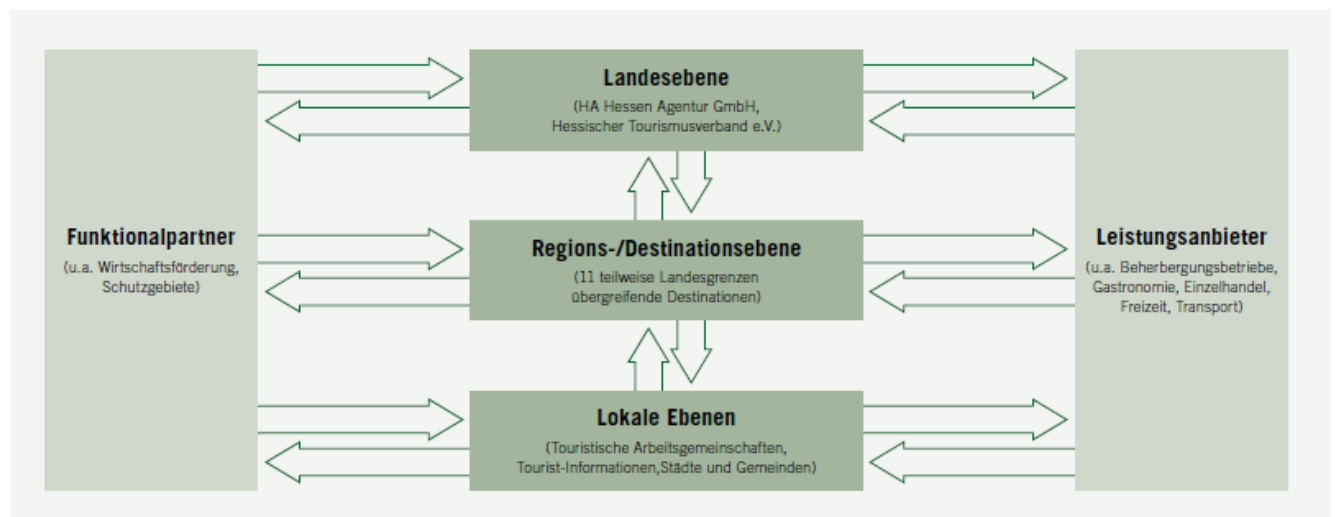 Landesebene
(HA Hessen Agentur GmbH,
Hessischer Tourismusverband e.V.)
Funktionalpartner
(u.a. Wirtschaftsförderung,
Schutzgebiete)
Regions-/Destinationsebene
(11 teilweise Landesgrenzen
übergreifende Destinationen)
Leistungsanbieter
(u.a. Beherbergungsbetriebe,
Gastronomie, Einzelhandel,
Freizeit, Transport)
Lokale Ebenen
(Touristische Arbeitsgemeinschaften,
Tourist-Informationen,Städte und Gemeinden)